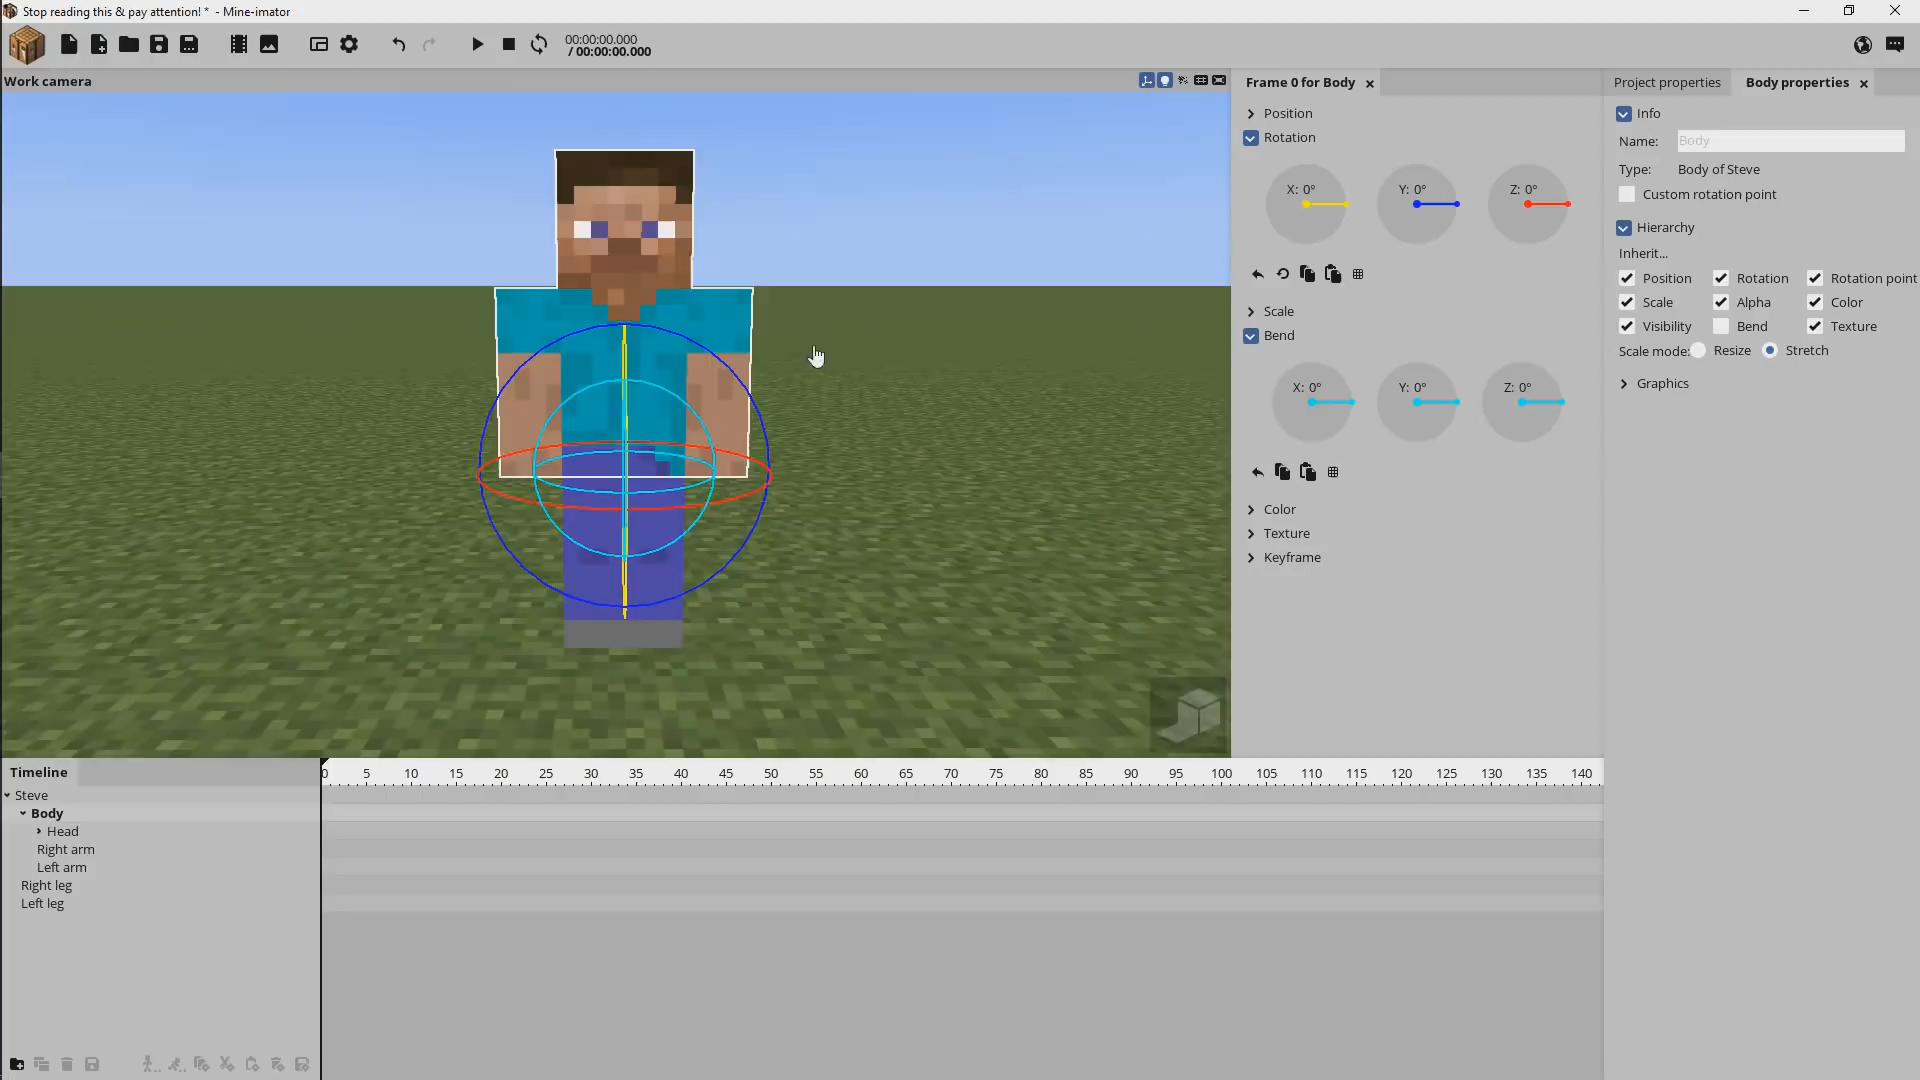 Stop reading this & pay attention! * - Mine-imator
00:00:00.000
/ 00:00:00.000
Work camera
Frame 0 for Body
Position
Rotation
X: 0° Y: 0° Z: 0°
Scale
Bend
X: 0° Y: 0° Z: 0°
Color
Texture
Keyframe
Project properties Body properties
Info
Name: Body
Type: Body of Steve
Custom rotation point
Hierarchy
Inherit...
Position Rotation Rotation point
Scale Alpha Color
Visibility Bend Texture
Scale mode: Resize Stretch
Graphics
Timeline
0 5 10 15 20 25 30 35 40 45 50 55 60 65 70 75 80 85 90 95 100 105 110 115 120 125 130 135 140
Steve
Body
Head
Right arm
Left arm
Right leg
Left leg